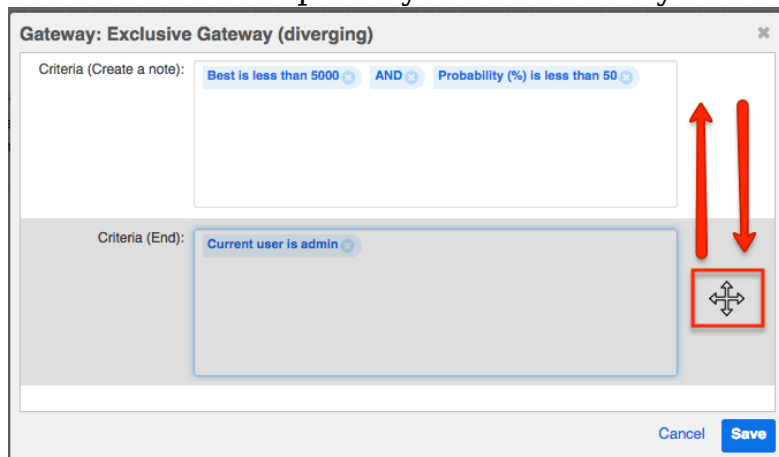 Gateway: Exclusive Gateway (diverging)
Criteria (Create a note):
Best is less than 5000 AND Probability (%) is less than 50
Criteria (End):
Current user is admin
Cancel Save